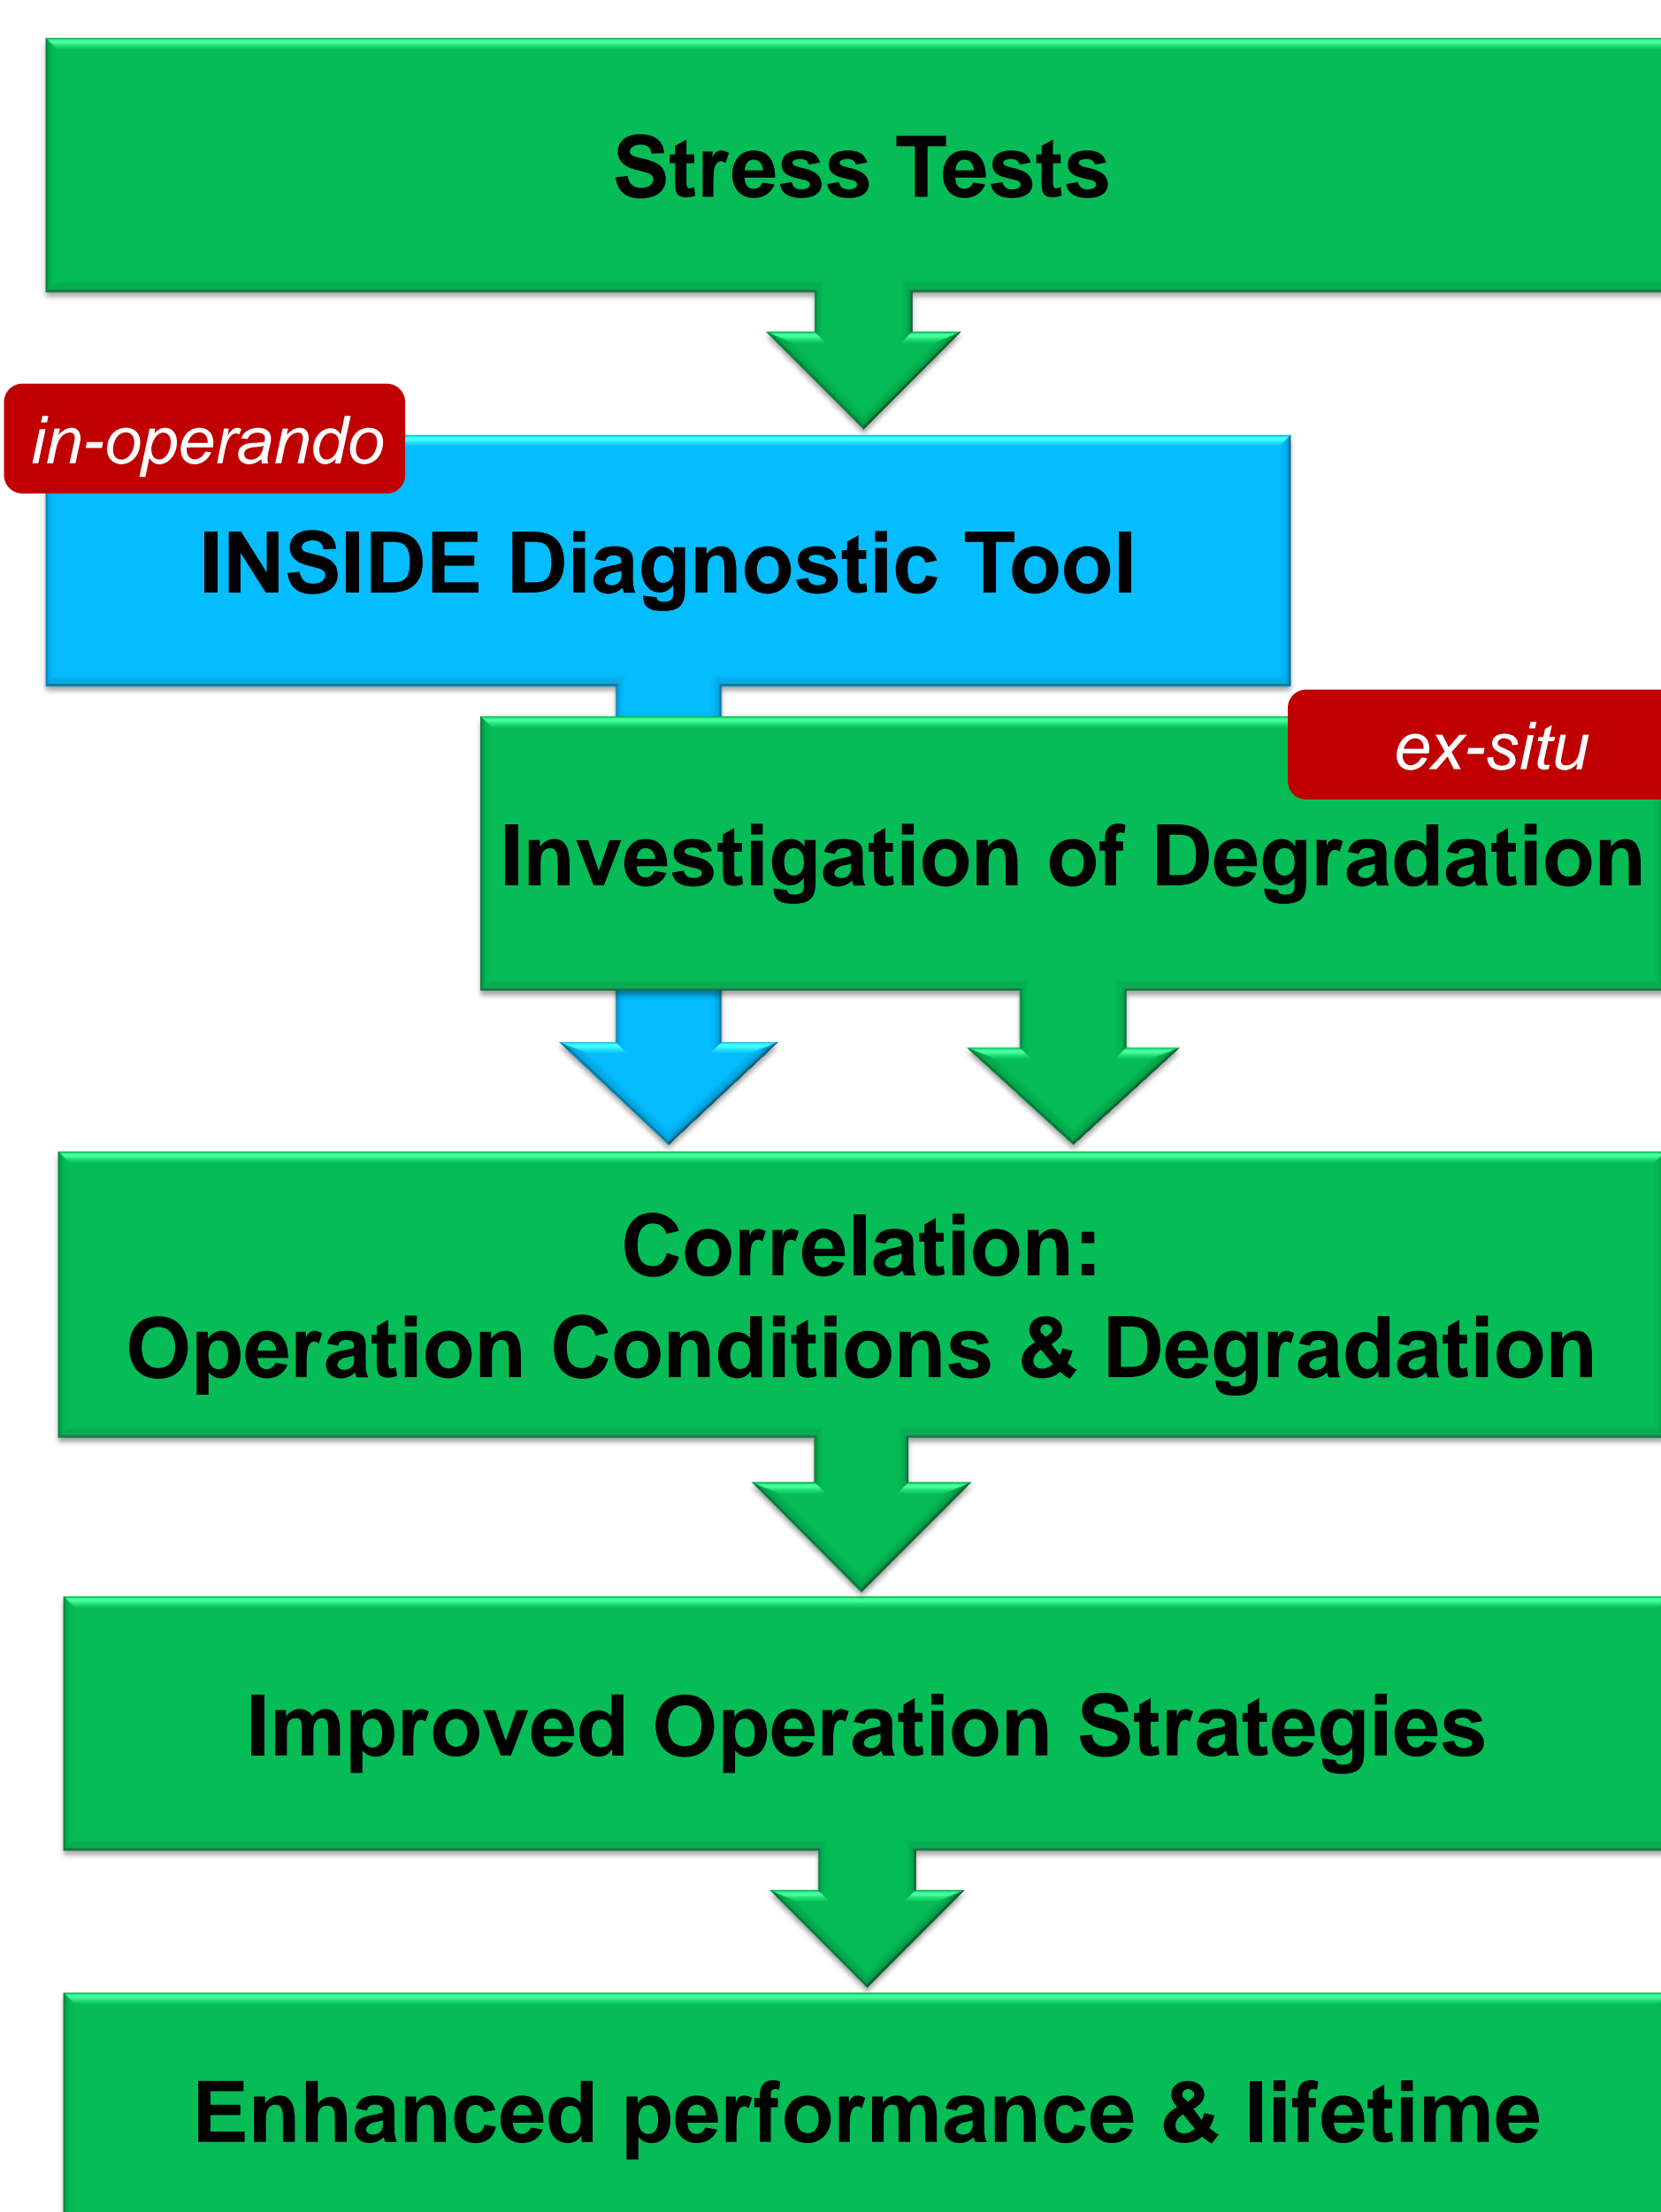 Stress Tests
in-operando
INSIDE Diagnostic Tool
ex-situ
Investigation of Degradation
Correlation:
Operation Conditions & Degradation
Improved Operation Strategies
Enhanced performance & lifetime